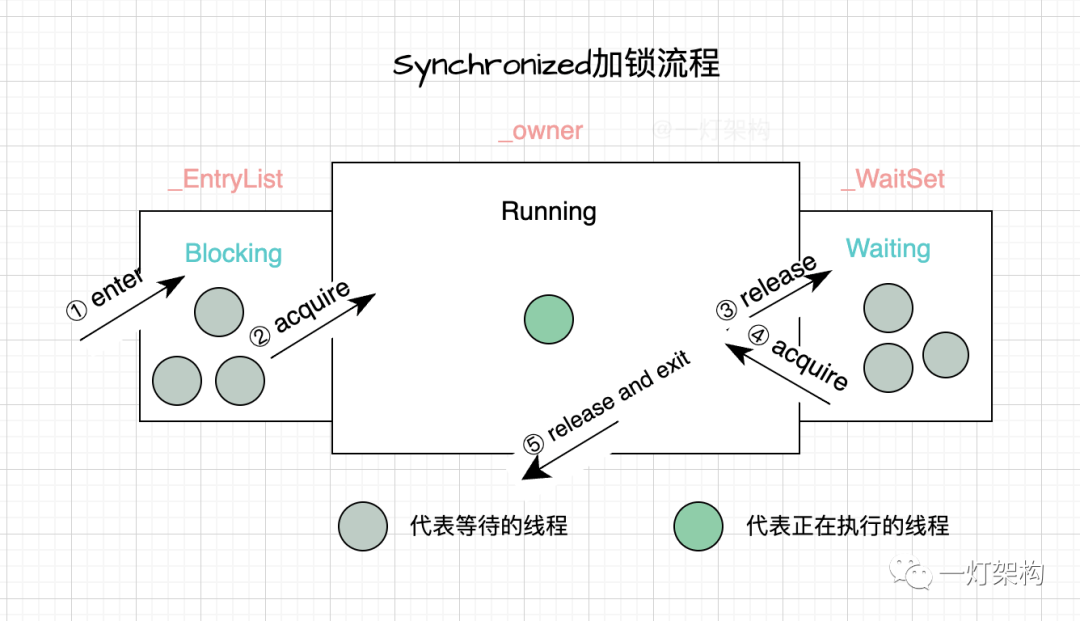 Synchronized加锁流程
_owner
@一灯架构
_EntryList
_WaitSet
Running
Blocking
Waiting
① enter
② acquire
③ release
④ acquire
⑤ release and exit
代表等待的线程
代表正在执行的线程
一灯架构